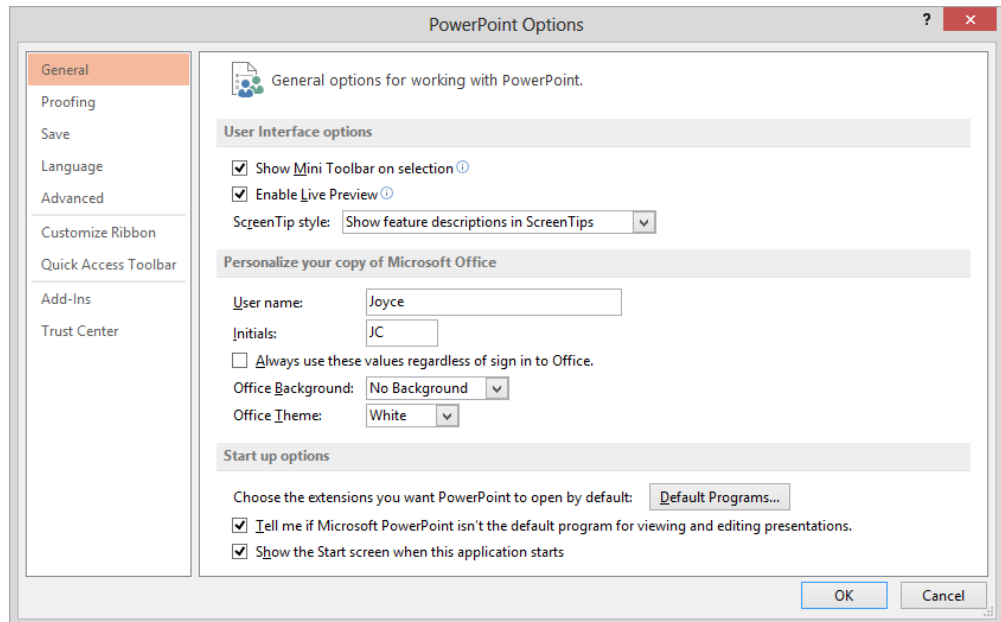 PowerPoint Options
?
General
Proofing
Save
Language
Advanced
Customize Ribbon
Quick Access Toolbar
Add-Ins
Trust Center
General options for working with PowerPoint.
User Interface options
Show Mini Toolbar on selection
Enable Live Preview
ScreenTip style: Show feature descriptions in ScreenTips
Personalize your copy of Microsoft Office
User name: Joyce
Initials: JC
Always use these values regardless of sign in to Office.
Office Background: No Background
Office Theme: White
Start up options
Choose the extensions you want PowerPoint to open by default: Default Programs...
Tell me if Microsoft PowerPoint isn't the default program for viewing and editing presentations.
Show the Start screen when this application starts
OK Cancel